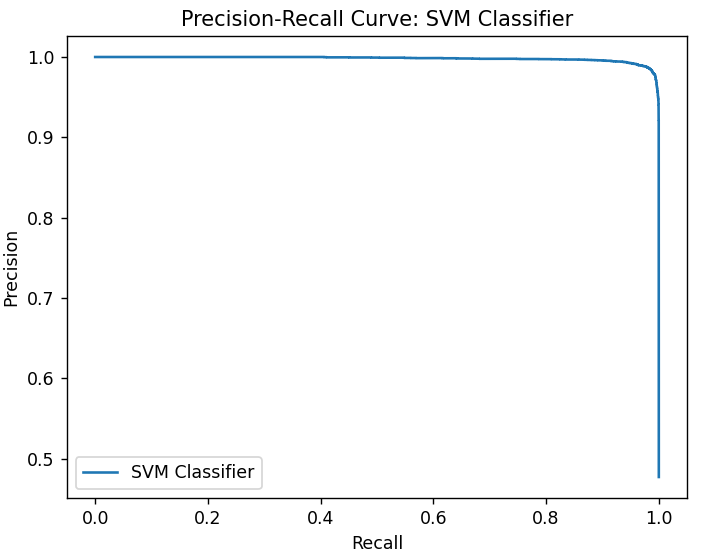 Precision-Recall Curve: SVM Classifier
1.0
0.9
0.8
0.7
0.6
0.5
Precision
SVM Classifier
0.0 0.2 0.4 0.6 0.8 1.0
Recall